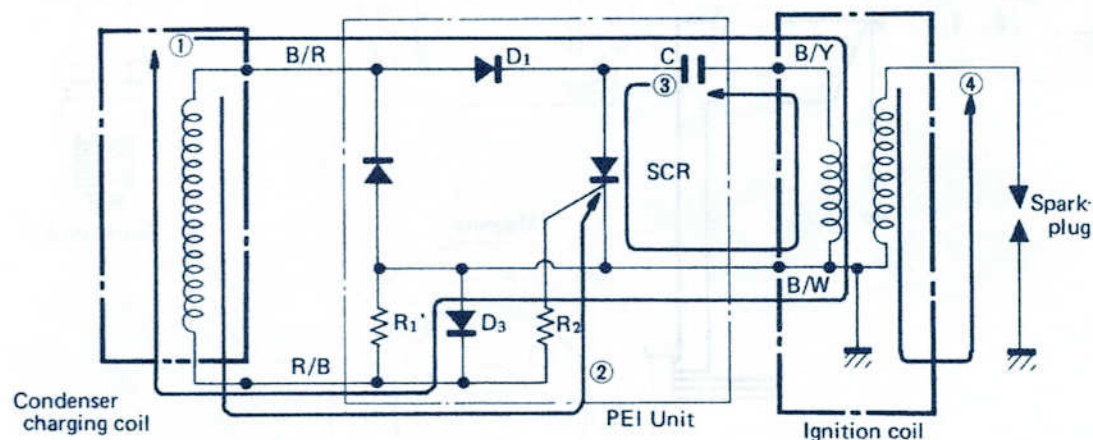 ①
B/R
D₁
C
B/Y
③
④
SCR
Spark-
plug
B/W
R₁
D₃
R₂
R/B
②
Condenser
charging coil
PEI Unit
Ignition coil